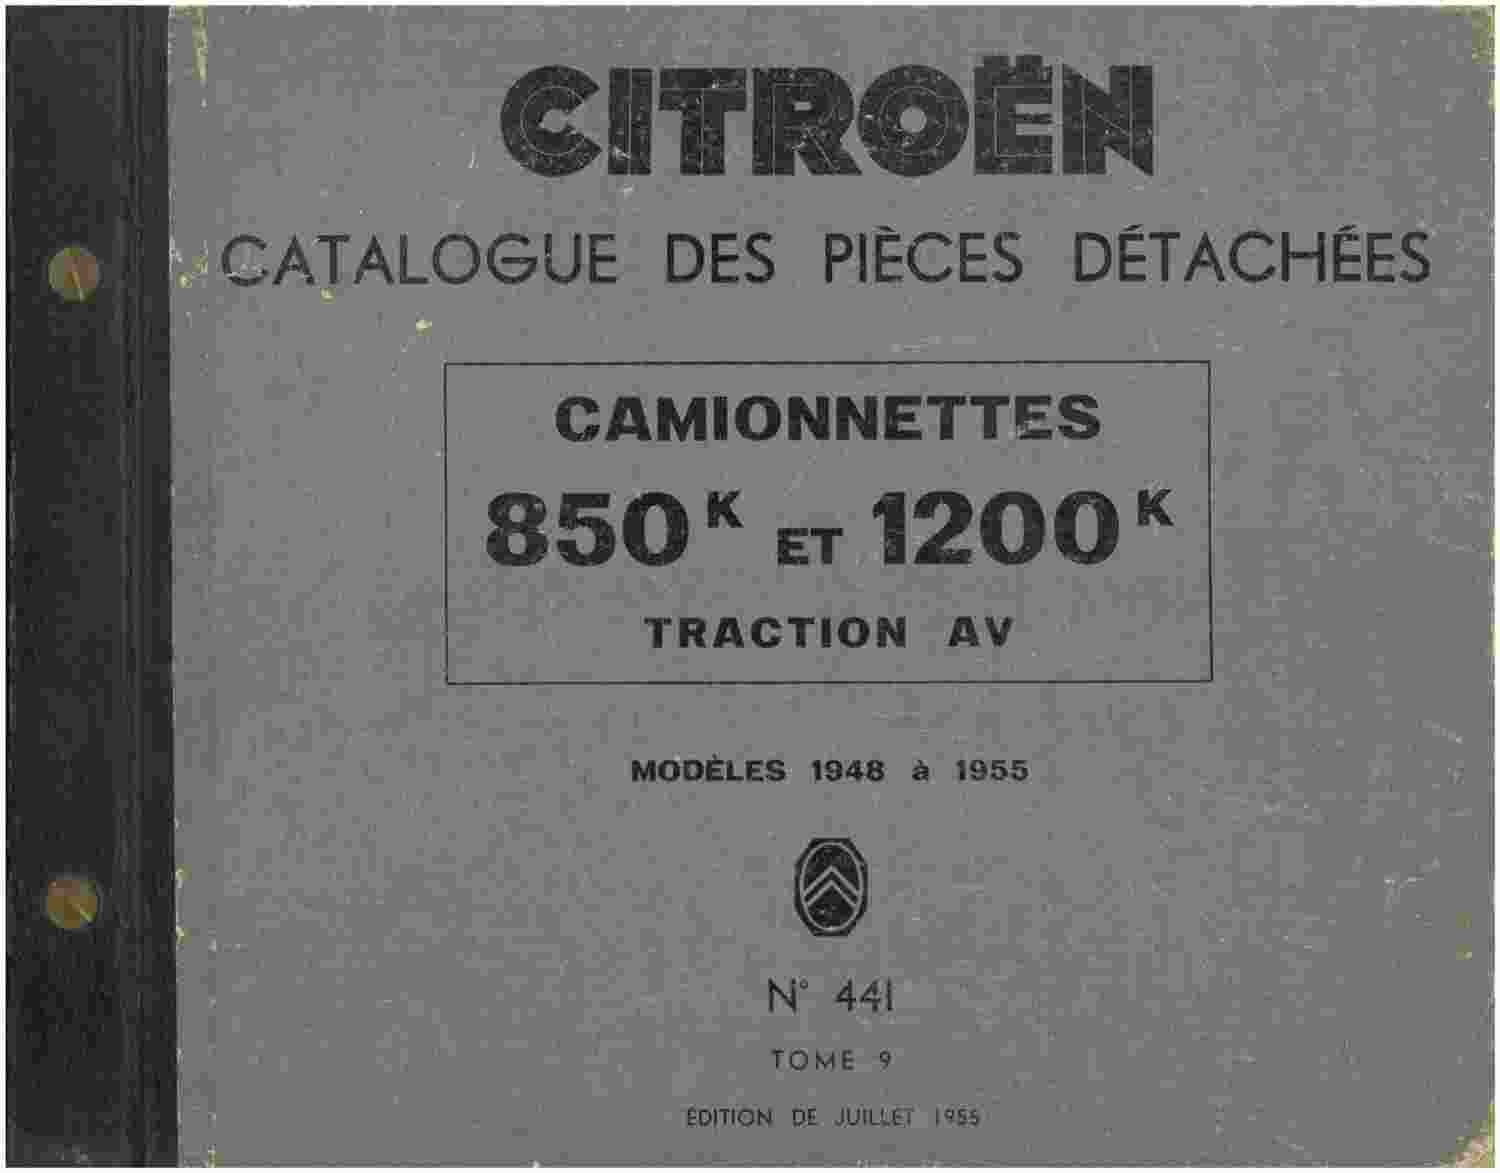 CITROËN
CATALOGUE DES PIÈCES DÉTACHÉES
CAMIONNETTES
850K ET 1200K
TRACTION AV
MODÈLES 1948 à 1955
N° 441
TOME 9
ÉDITION DE JUILLET 1955